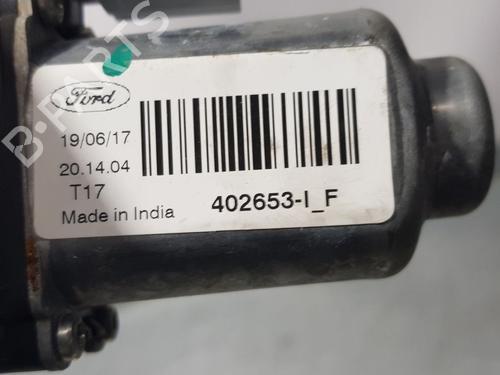 Ford
19/06/17
20.14.04
T17
Made in India
402653-I_F
B-PARTS